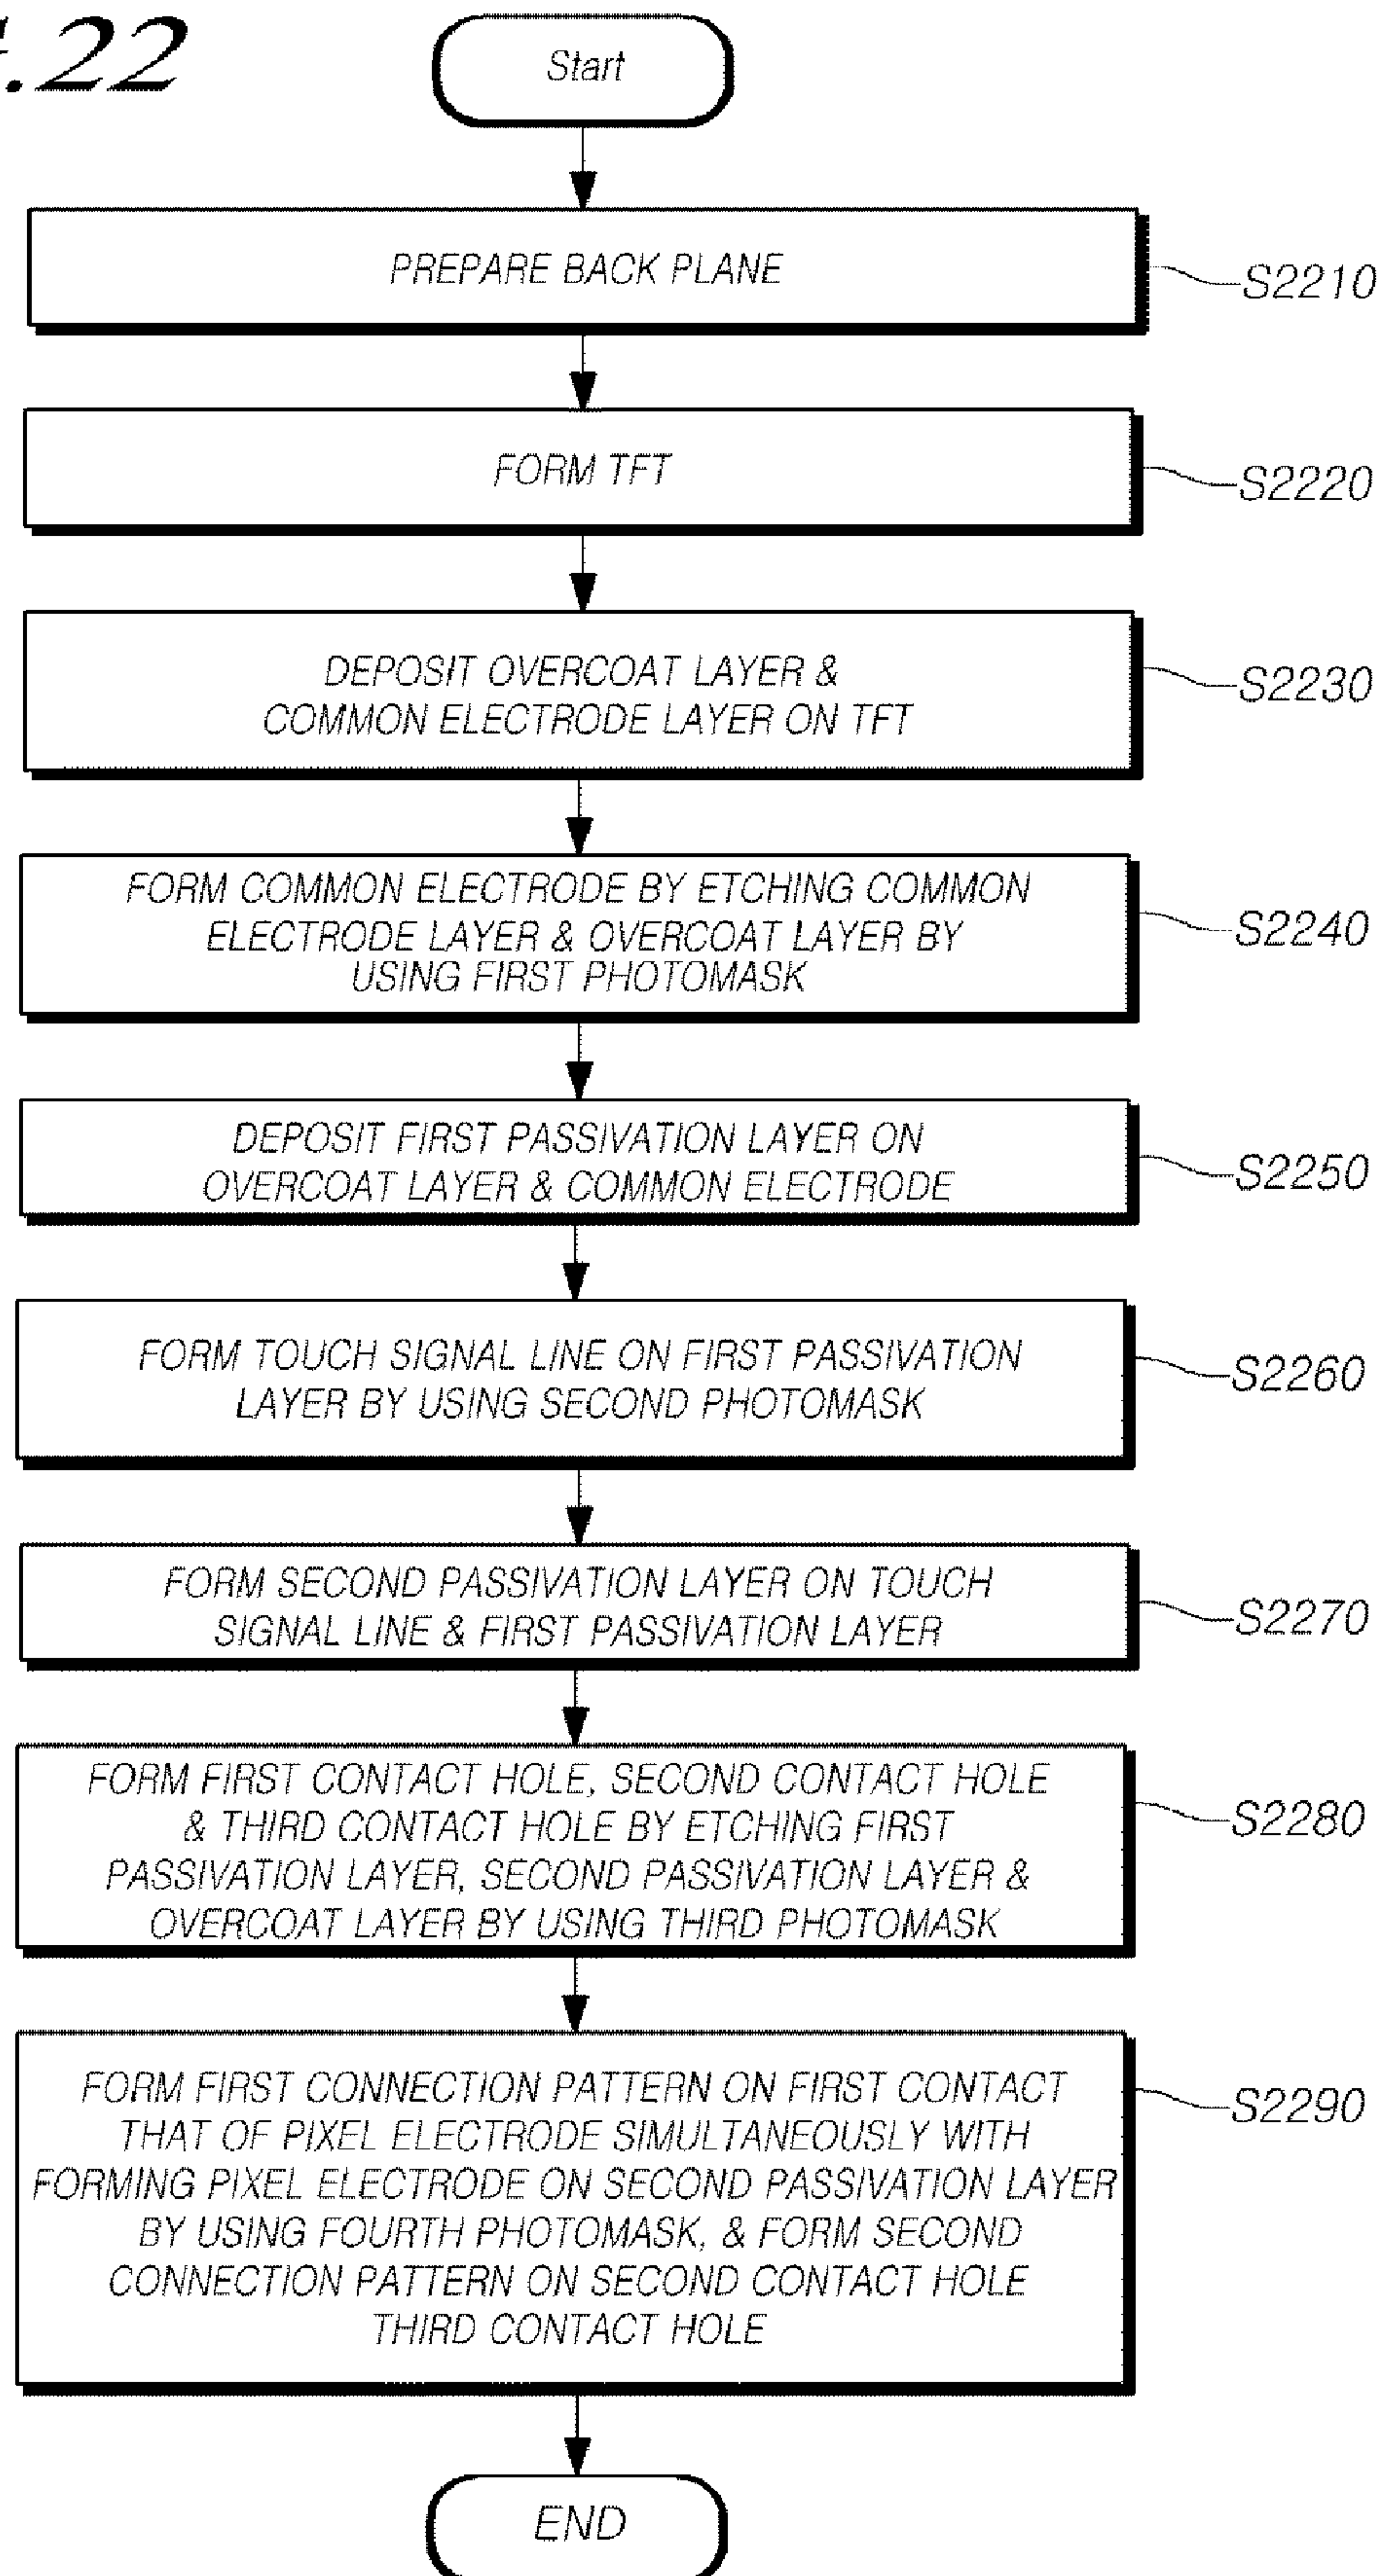 .22
Start
PREPARE BACK PLANE
S2210
FORM TFT
S2220
DEPOSIT OVERCOAT LAYER &
COMMON ELECTRODE LAYER ON TFT
S2230
FORM COMMON ELECTRODE BY ETCHING COMMON
ELECTRODE LAYER & OVERCOAT LAYER BY
USING FIRST PHOTOMASK
S2240
DEPOSIT FIRST PASSIVATION LAYER ON
OVERCOAT LAYER & COMMON ELECTRODE
S2250
FORM TOUCH SIGNAL LINE ON FIRST PASSIVATION
LAYER BY USING SECOND PHOTOMASK
S2260
FORM SECOND PASSIVATION LAYER ON TOUCH
SIGNAL LINE & FIRST PASSIVATION LAYER
S2270
FORM FIRST CONTACT HOLE, SECOND CONTACT HOLE
& THIRD CONTACT HOLE BY ETCHING FIRST
PASSIVATION LAYER, SECOND PASSIVATION LAYER &
OVERCOAT LAYER BY USING THIRD PHOTOMASK
S2280
FORM FIRST CONNECTION PATTERN ON FIRST CONTACT
THAT OF PIXEL ELECTRODE SIMULTANEOUSLY WITH
FORMING PIXEL ELECTRODE ON SECOND PASSIVATION LAYER
BY USING FOURTH PHOTOMASK, & FORM SECOND
CONNECTION PATTERN ON SECOND CONTACT HOLE
THIRD CONTACT HOLE
S2290
END